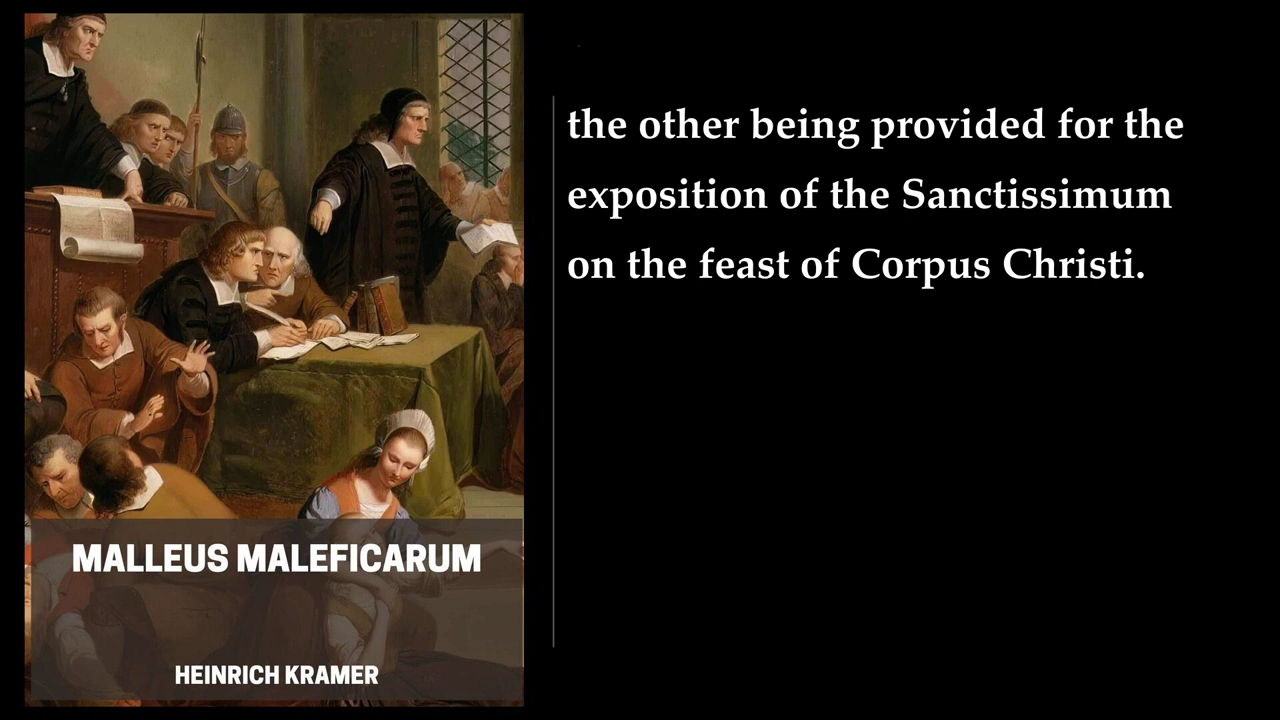 the other being provided for the
exposition of the Sanctissimum
on the feast of Corpus Christi.
MALLEUS MALEFICARUM
HEINRICH KRAMER